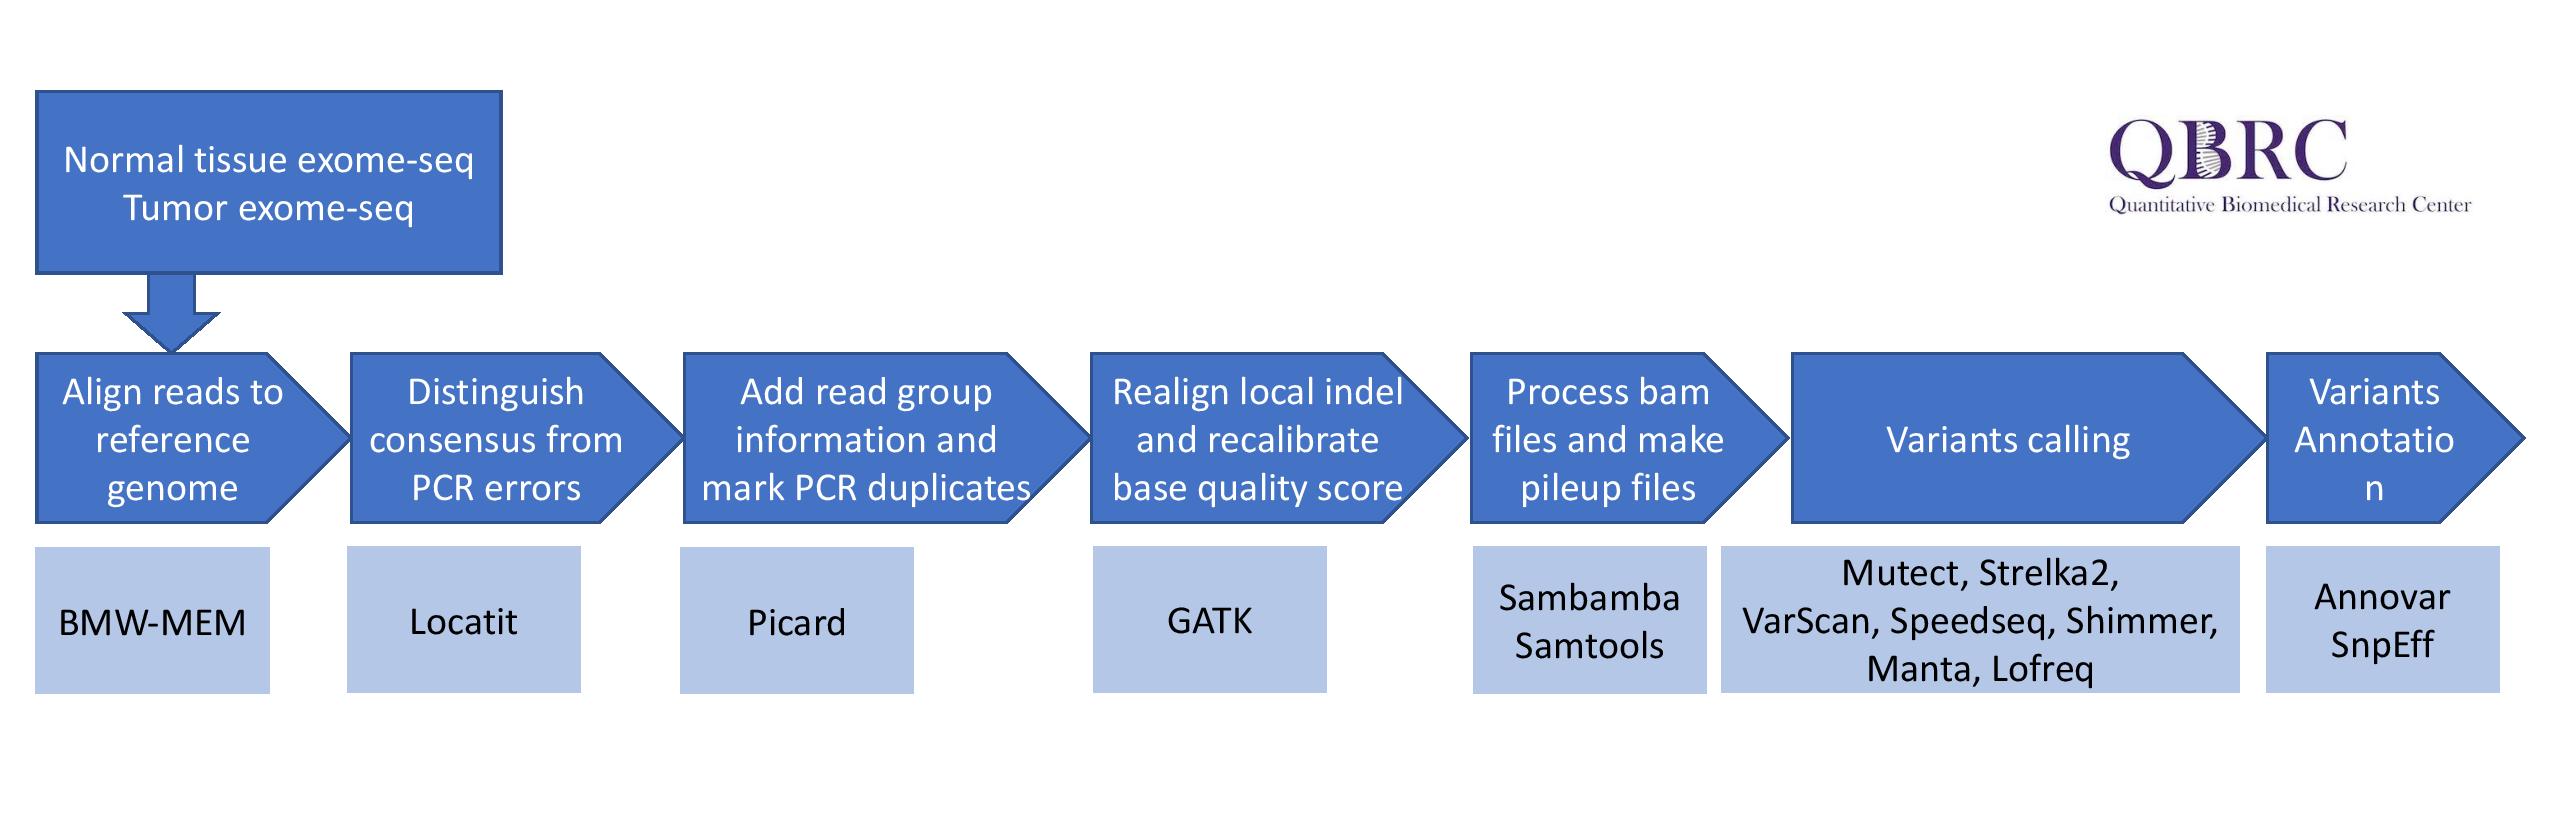 Normal tissue exome-seq
Tumor exome-seq
QBRC
Quantitative Biomedical Research Center
Align reads to
reference
genome
Distinguish
consensus from
PCR errors
Add read group
information and
mark PCR duplicates
Realign local indel
and recalibrate
base quality score
Process bam
files and make
pileup files
Variants calling
Variants
Annotatio
n
BMW-MEM
Locatit
Picard
GATK
Sambamba
Samtools
Mutect, Strelka2,
VarScan, Speedseq, Shimmer,
Manta, Lofreq
Annovar
SnpEff